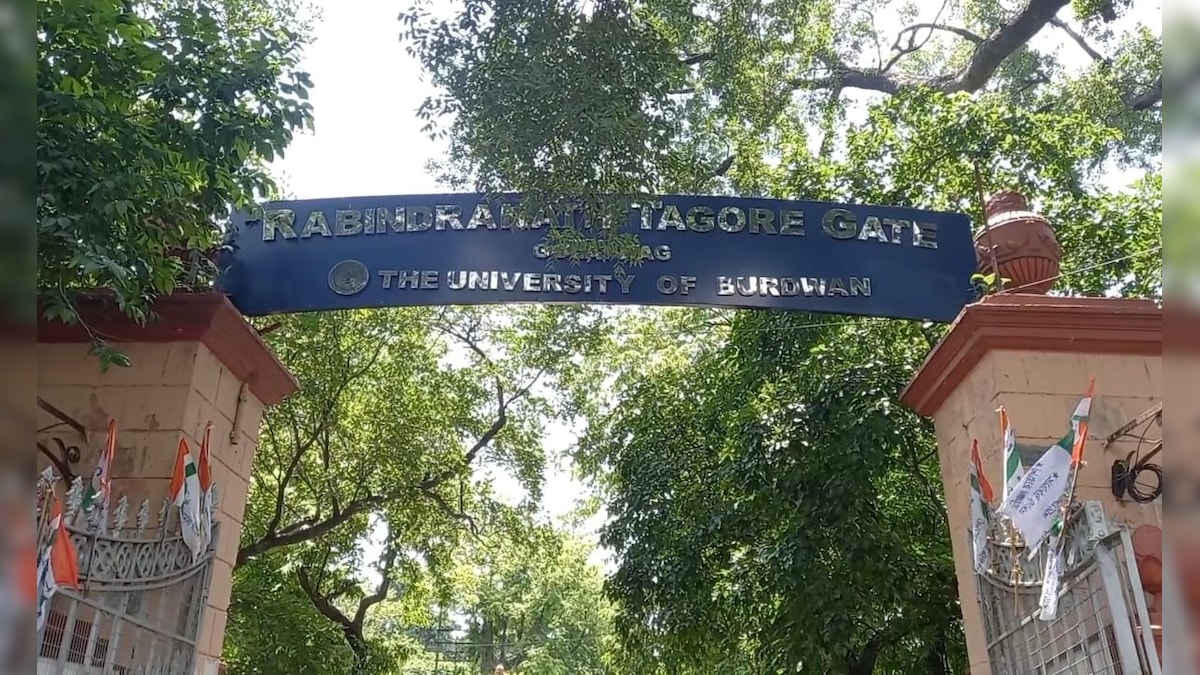 Rabindranath Tagore Gate
The University of Burdwan